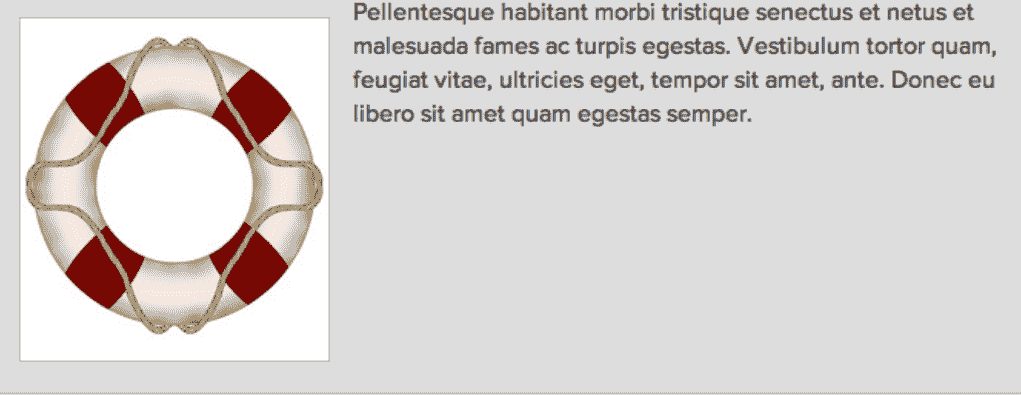 Pellentesque habitant morbi tristique senectus et netus et
malesuada fames ac turpis egestas. Vestibulum tortor quam,
feugiat vitae, ultricies eget, tempor sit amet, ante. Donec eu
libero sit amet quam egestas semper.